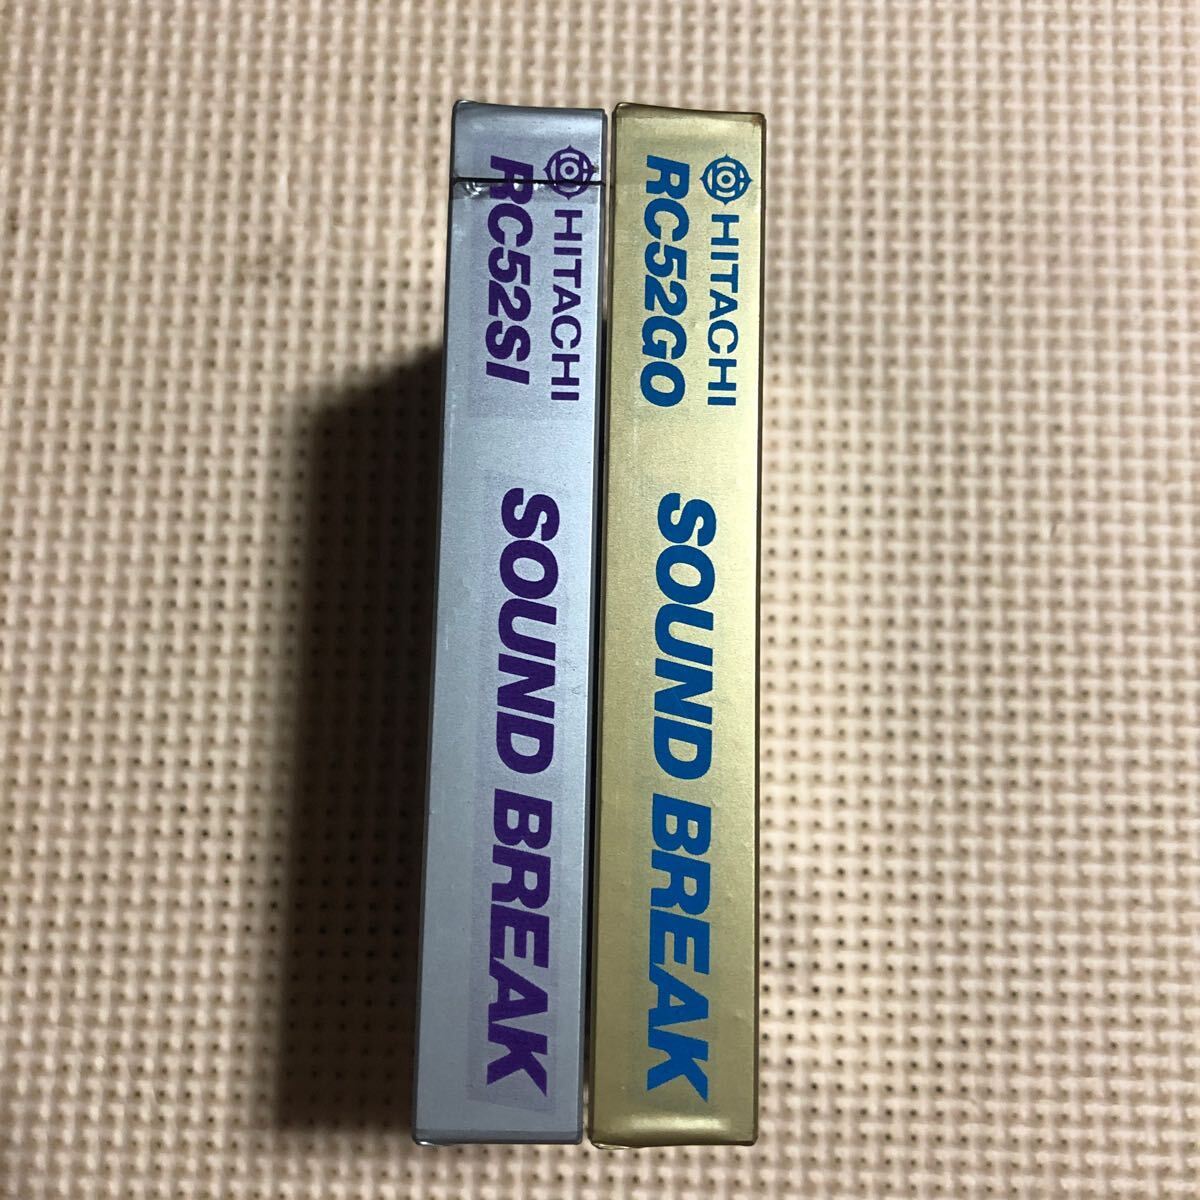 HITACHI
RC52SI
SOUND BREAK
HITACHI
RC52GO
SOUND BREAK